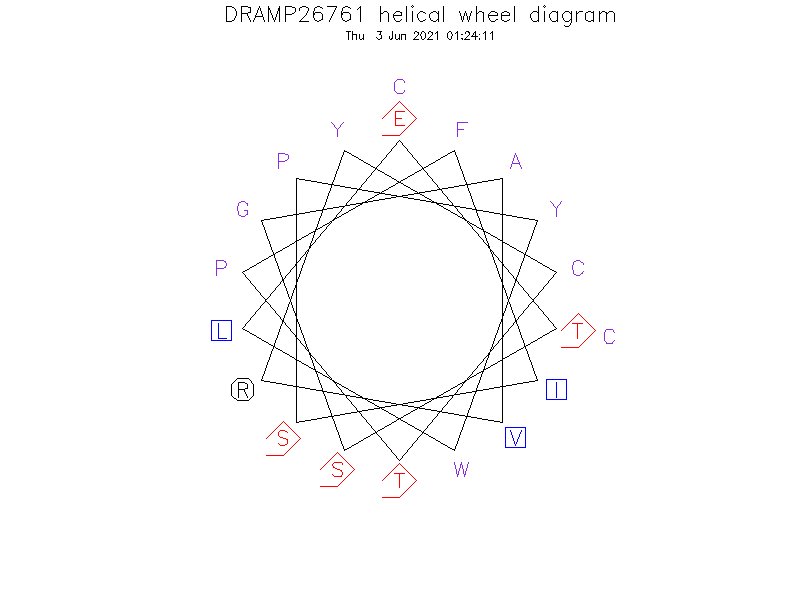 DRAMP26761 helical wheel diagram
Thu 3 Jun 2021 01:24:11
C
E
Y F
P A
G Y
P C
L T C
R I
S V
S T W